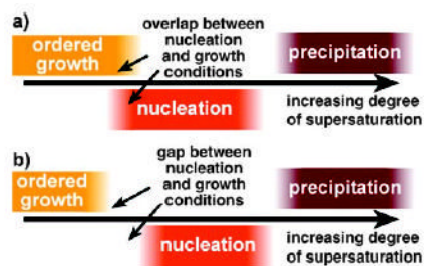 a)
overlap between
nucleation
and growth
conditions
ordered
growth
precipitation
nucleation
increasing degree
of supersaturation
b)
gap between
nucleation
and growth
conditions
ordered
growth
precipitation
nucleation
increasing degree
of supersaturation